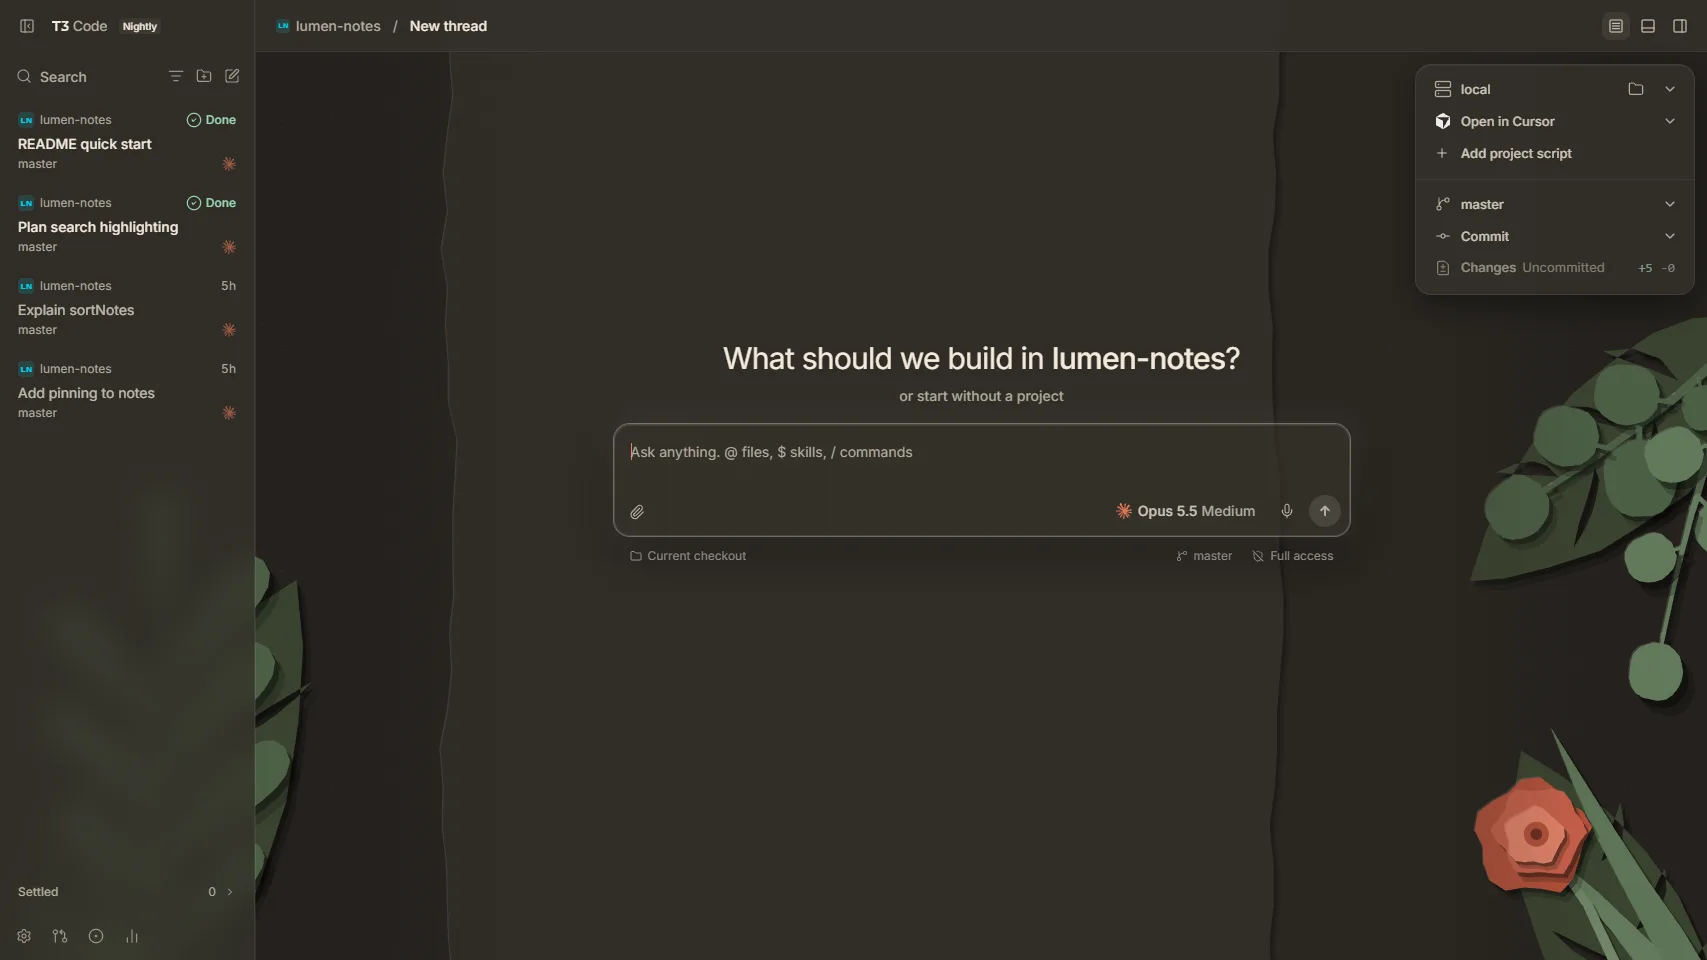 T3 Code Nightly
Search
LN lumen-notes Done
README quick start
master
LN lumen-notes Done
Plan search highlighting
master
LN lumen-notes 5h
Explain sortNotes
master
LN lumen-notes 5h
Add pinning to notes
master
Settled 0
LN lumen-notes / New thread
What should we build in lumen-notes?
or start without a project
Ask anything. @ files, $ skills, / commands
Opus 5.5 Medium
Current checkout master Full access
local
Open in Cursor
Add project script
master
Commit
Changes Uncommitted +5 -0